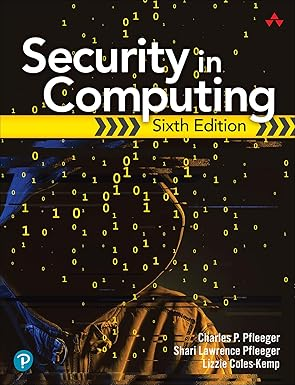 Security in
Computing
Sixth Edition
Charles P. Pfleeger
Shari Lawrence Pfleeger
Lizzie Coles-Kemp
P